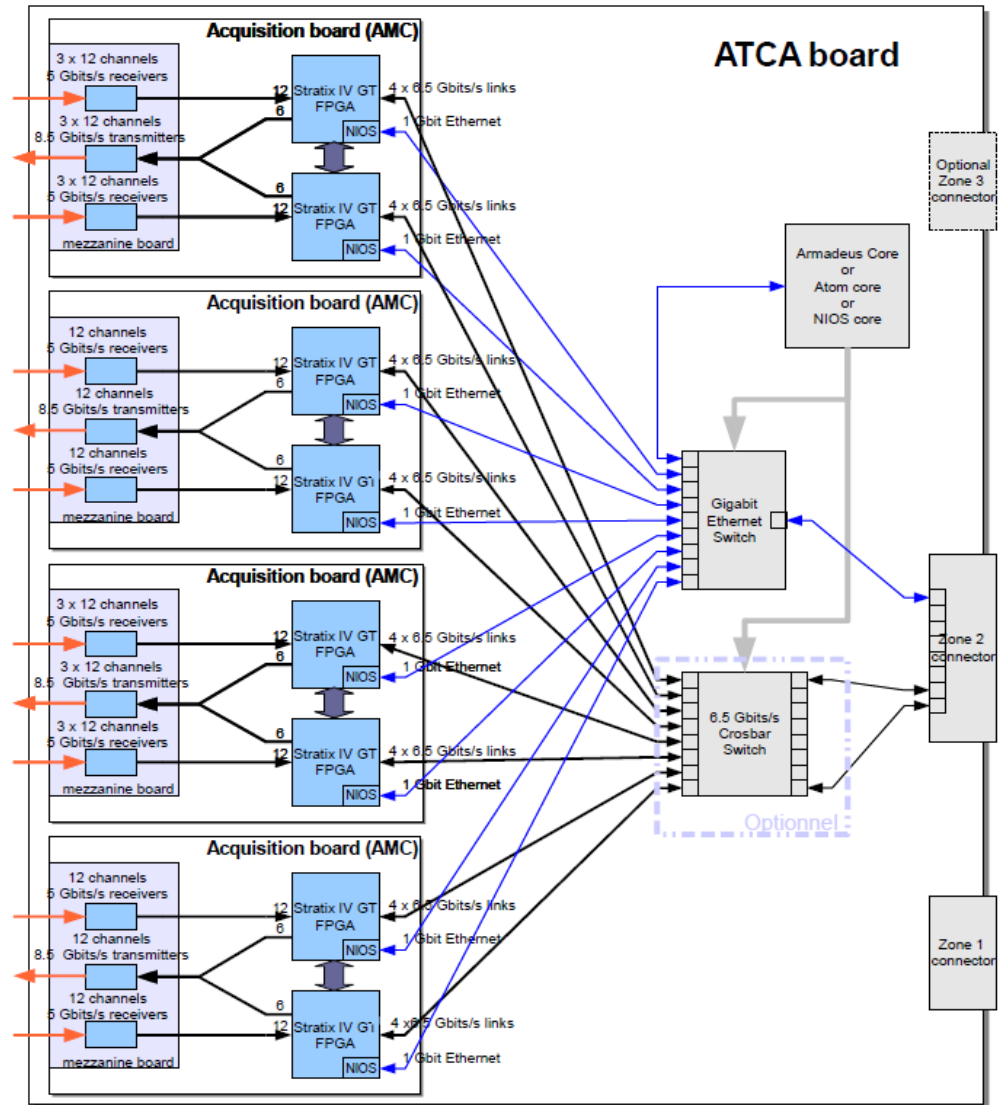 ATCA board
Acquisition board (AMC)
3 x 12 channels
5 Gbits/s receivers
3 x 12 channels
8.5 Gbits/s transmitters
3 x 12 channels
5 Gbits/s receivers
mezzanine board
12
6
Stratix IV GT
FPGA
NIOS
4 x 6.5 Gbits/s links
1 Gbit Ethernet
6
12
Stratix IV GT
FPGA
NIOS
4 x 6.5 Gbits/s links
1 Gbit Ethernet
Acquisition board (AMC)
12 channels
5 Gbits/s receivers
12 channels
8.5 Gbits/s transmitters
12 channels
5 Gbits/s receivers
mezzanine board
12
6
Stratix IV GT
FPGA
NIOS
4 x 6.5 Gbits/s links
1 Gbit Ethernet
6
12
Stratix IV GT
FPGA
NIOS
4 x 6.5 Gbits/s links
1 Gbit Ethernet
Acquisition board (AMC)
3 x 12 channels
5 Gbits/s receivers
3 x 12 channels
8.5 Gbits/s transmitters
3 x 12 channels
5 Gbits/s receivers
mezzanine board
12
6
Stratix IV GT
FPGA
NIOS
4 x 6.5 Gbits/s links
1 Gbit Ethernet
6
12
Stratix IV GT
FPGA
NIOS
4 x 6.5 Gbits/s links
1 Gbit Ethernet
Acquisition board (AMC)
12 channels
5 Gbits/s receivers
12 channels
8.5 Gbits/s transmitters
12 channels
5 Gbits/s receivers
mezzanine board
12
6
Stratix IV GT
FPGA
NIOS
4 x 6.5 Gbits/s links
1 Gbit Ethernet
6
12
Stratix IV GT
FPGA
NIOS
4 x 6.5 Gbits/s links
1 Gbit Ethernet
Optional
Zone 3
connector
Armadeus Core
or
Atom core
or
NIOS core
Gigabit
Ethernet
Switch
Zone 2
connector
6.5 Gbits/s
Crosbar
Switch
Optionnel
Zone 1
connector